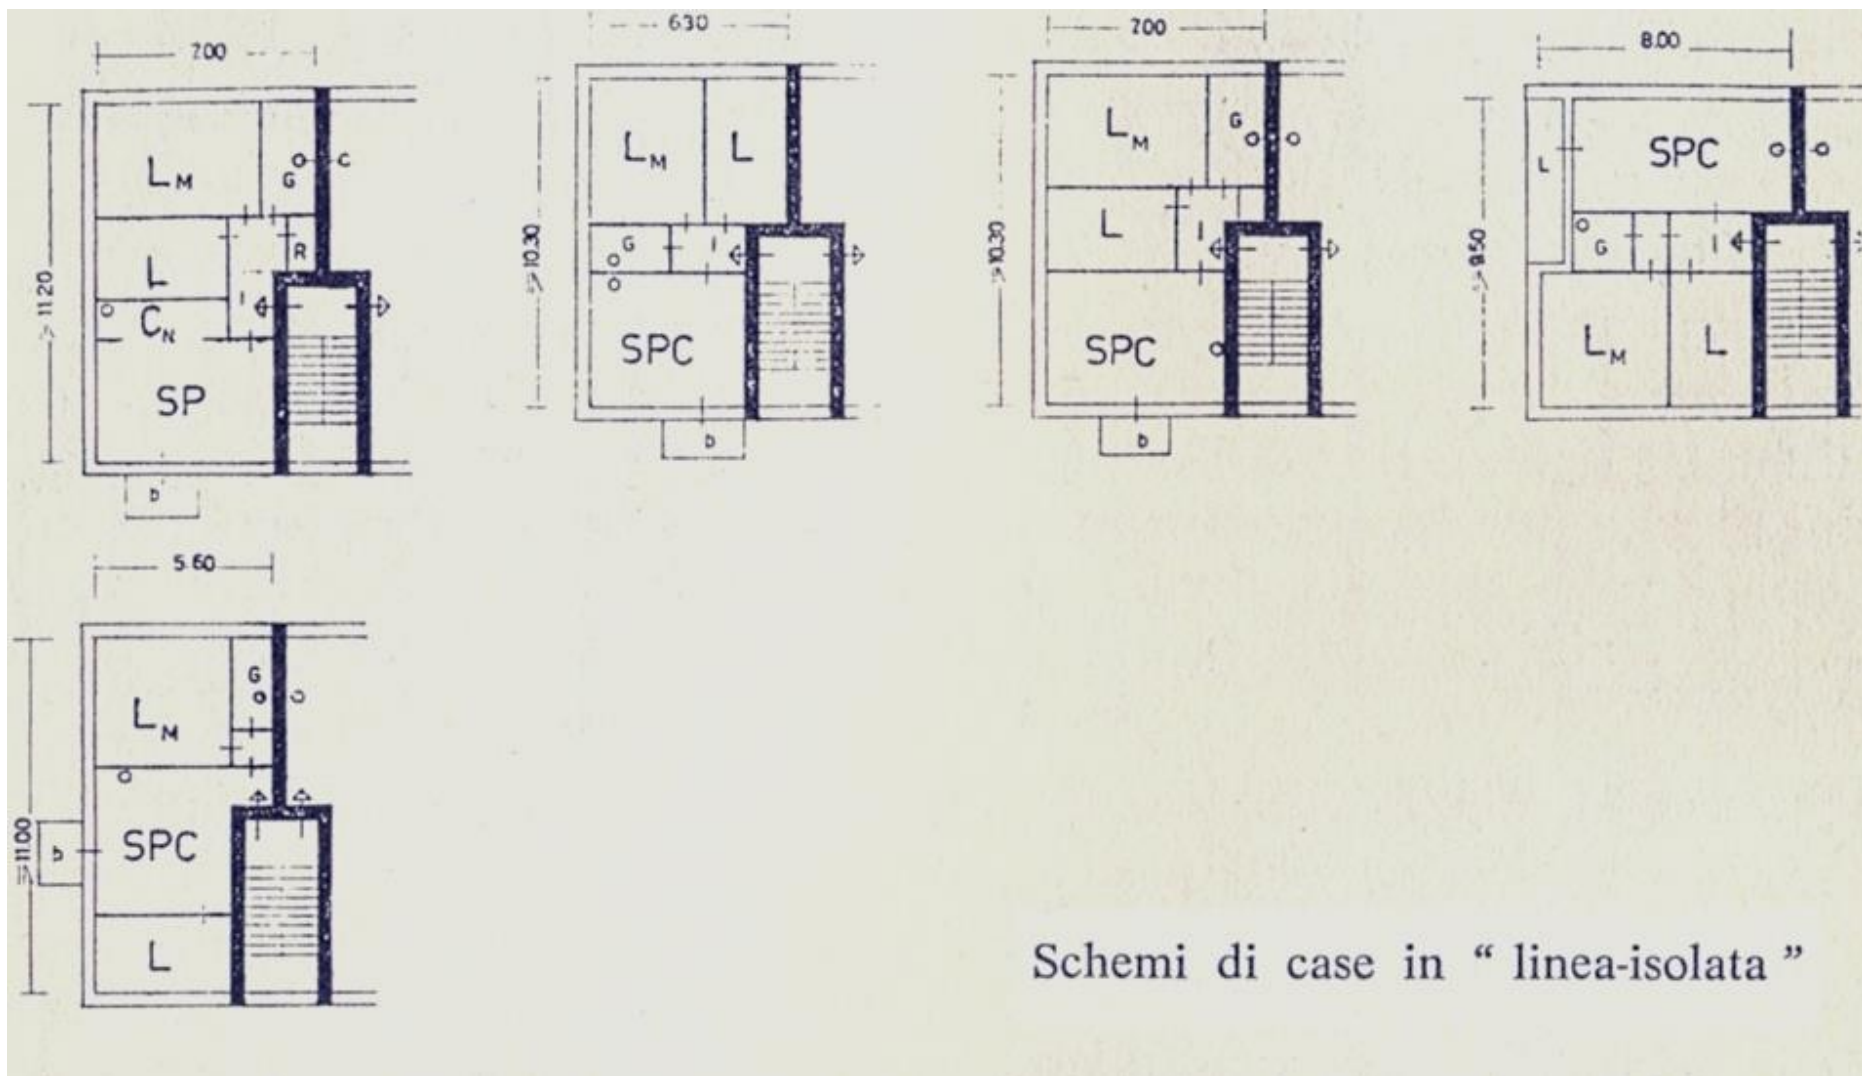 7.00
≥ 11.20
LM
G
C
L
R
CN
I
SP
D
6.30
≥ 10.30
LM
L
G
I
SPC
D
7.00
≥ 10.30
LM
G
L
I
SPC
D
8.00
≥ 9.50
L
SPC
G
I
LM
L
5.60
≥ 11.00
LM
G
SPC
L
Schemi di case in “ linea-isolata ”